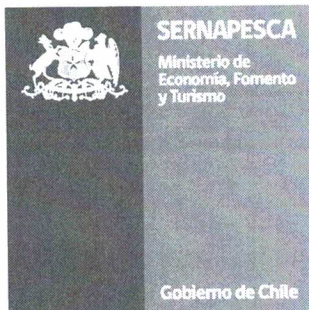 SERNAPESCA
Ministerio de
Economía, Fomento
y Turismo
Gobierno de Chile